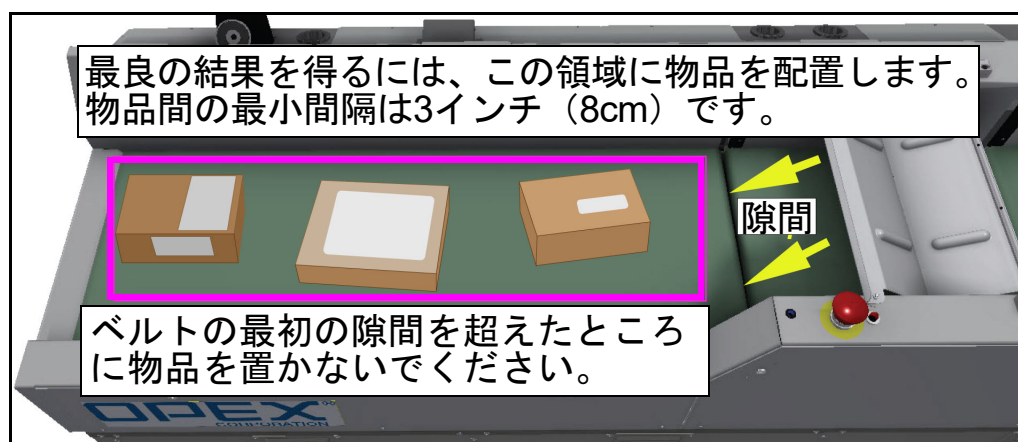 最良の結果を得るには、この領域に物品を配置します。
物品間の最小間隔は3インチ（8cm）です。
隙間
ベルトの最初の隙間を超えたところ
に物品を置かないでください。
OPEX
CORPORATION